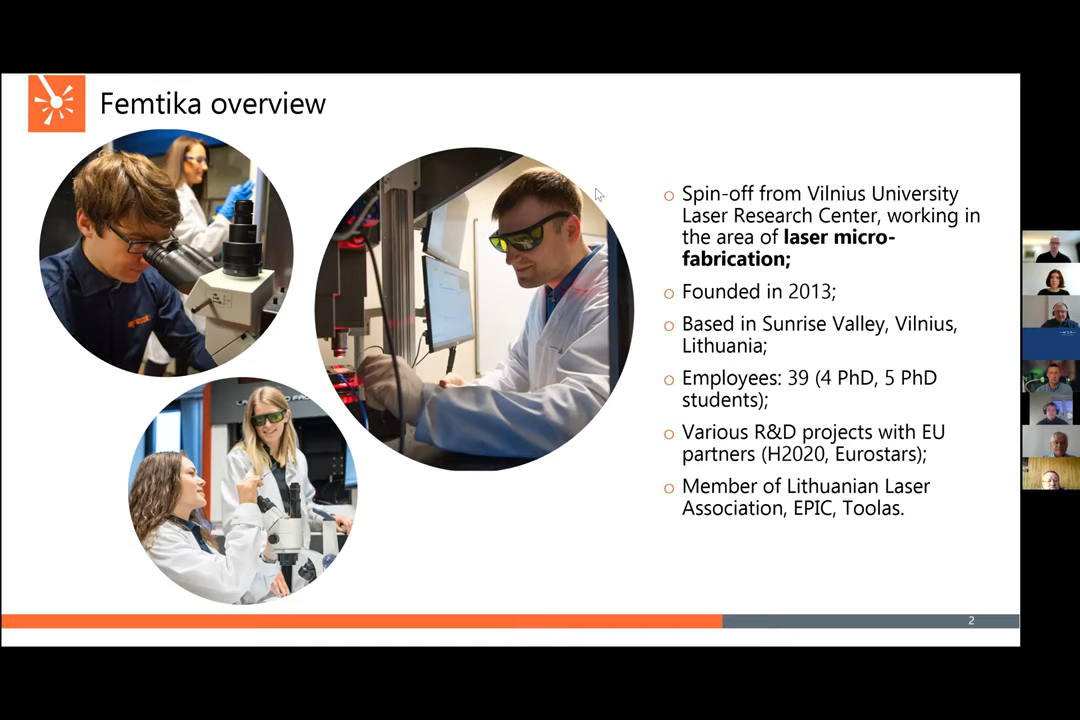 Femtika overview
Spin-off from Vilnius University
Laser Research Center, working in
the area of laser micro-
fabrication;
Founded in 2013;
Based in Sunrise Valley, Vilnius,
Lithuania;
Employees: 39 (4 PhD, 5 PhD
students);
Various R&D projects with EU
partners (H2020, Eurostars);
Member of Lithuanian Laser
Association, EPIC, Toolas.
2